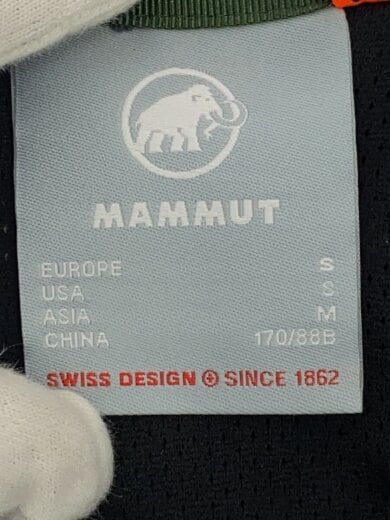 MAMMUT
EUROPE S
USA S
ASIA M
CHINA 170/88B
SWISS DESIGN ⊕ SINCE 1862